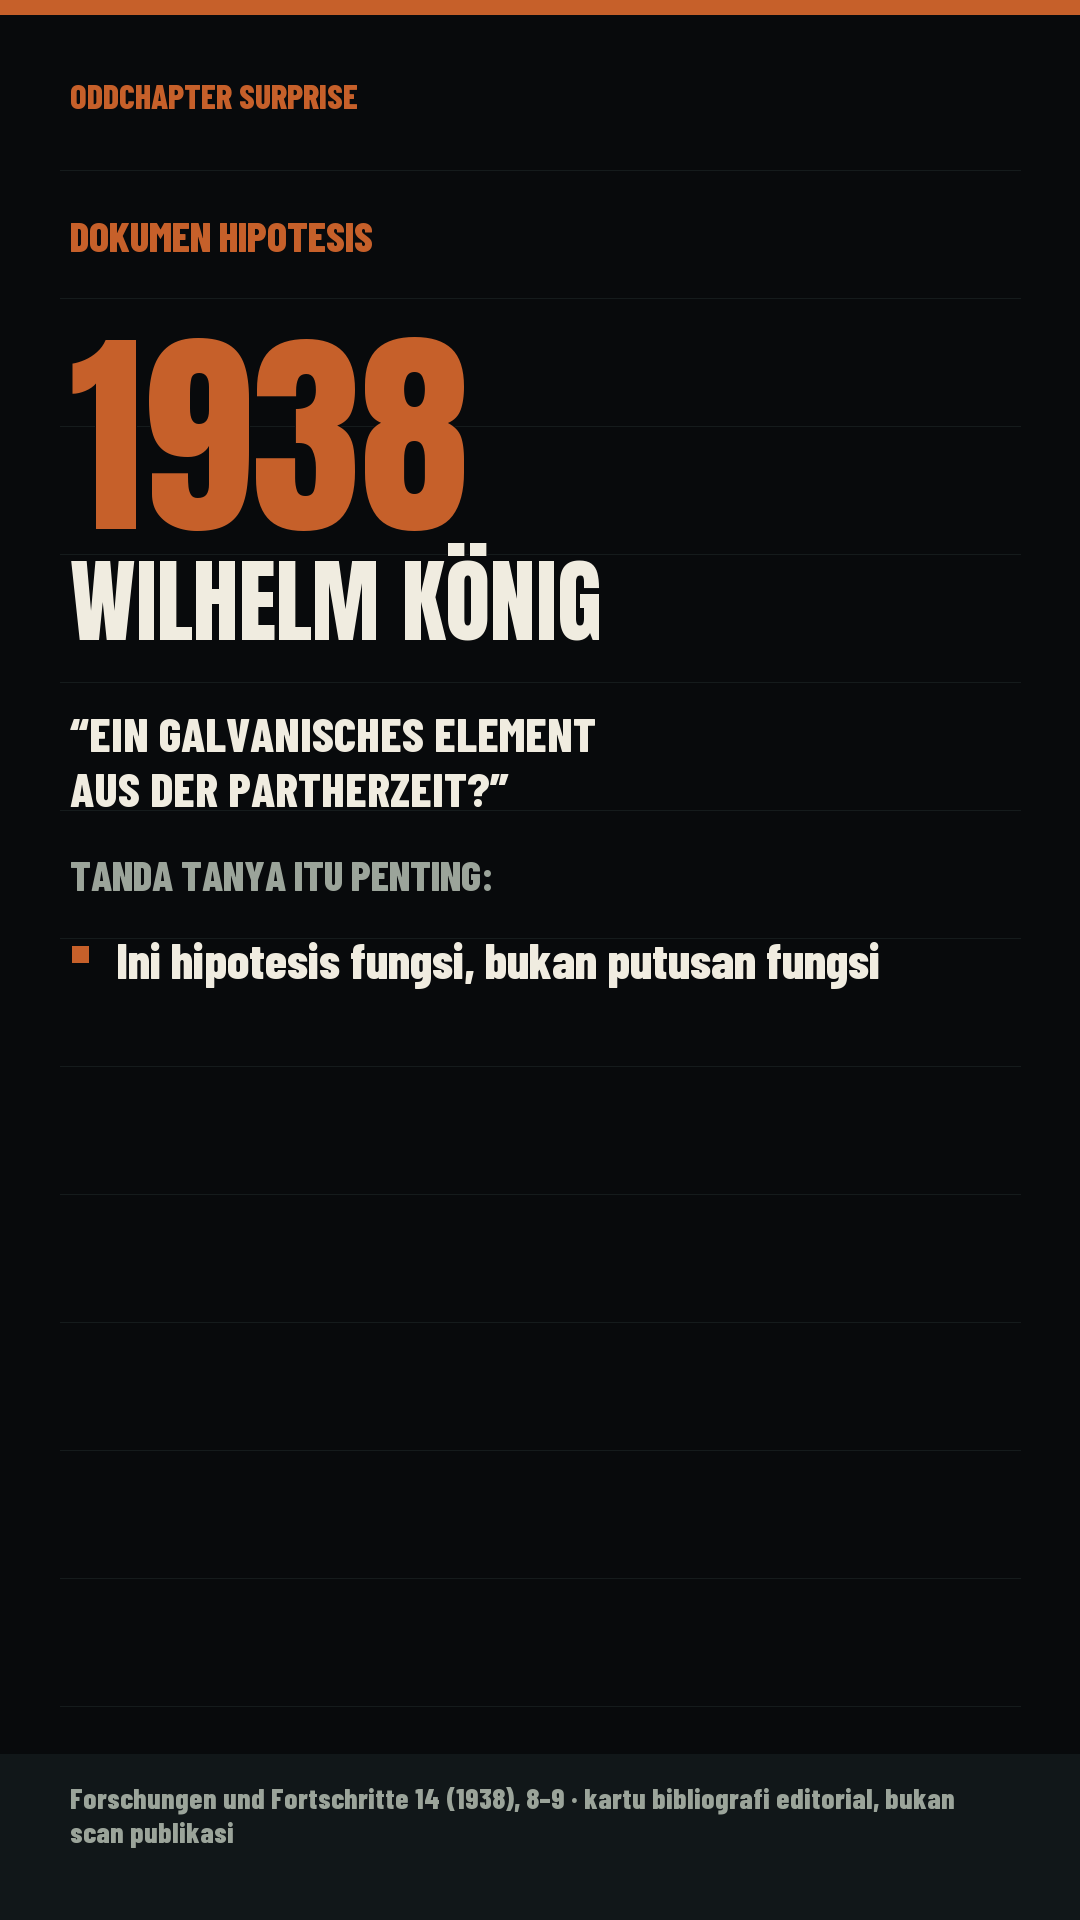 ODDCHAPTER SURPRISE
DOKUMEN HIPOTESIS
1938
WILHELM KÖNIG
“EIN GALVANISCHES ELEMENT
AUS DER PARTHERZEIT?”
TANDA TANYA ITU PENTING:
Ini hipotesis fungsi, bukan putusan fungsi
Forschungen und Fortschritte 14 (1938), 8–9 · kartu bibliografi editorial, bukan
scan publikasi